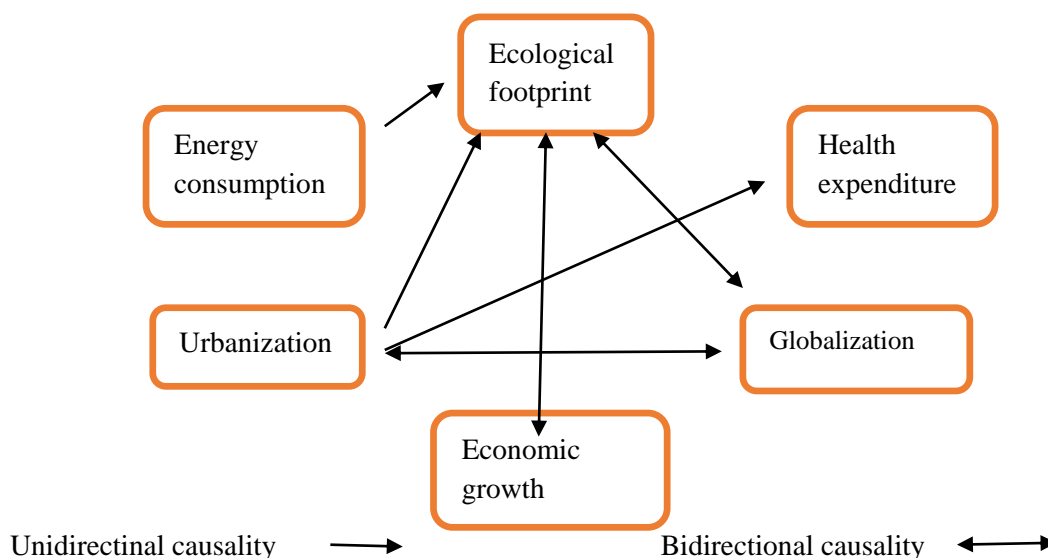 Ecological
footprint
Energy
consumption
Health
expenditure
Urbanization
Globalization
Economic
growth
Unidirectinal causality
Bidirectional causality